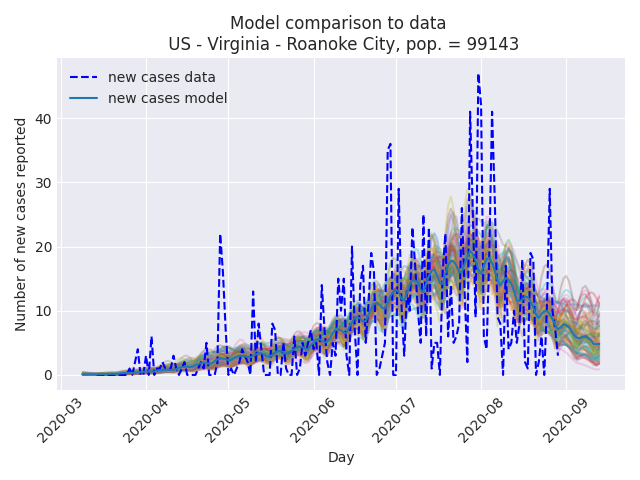 Model comparison to data
US - Virginia - Roanoke City, pop. = 99143
new cases data
new cases model
Number of new cases reported
40
30
20
10
0
2020-03
2020-04
2020-05
2020-06
2020-07
2020-08
2020-09
Day